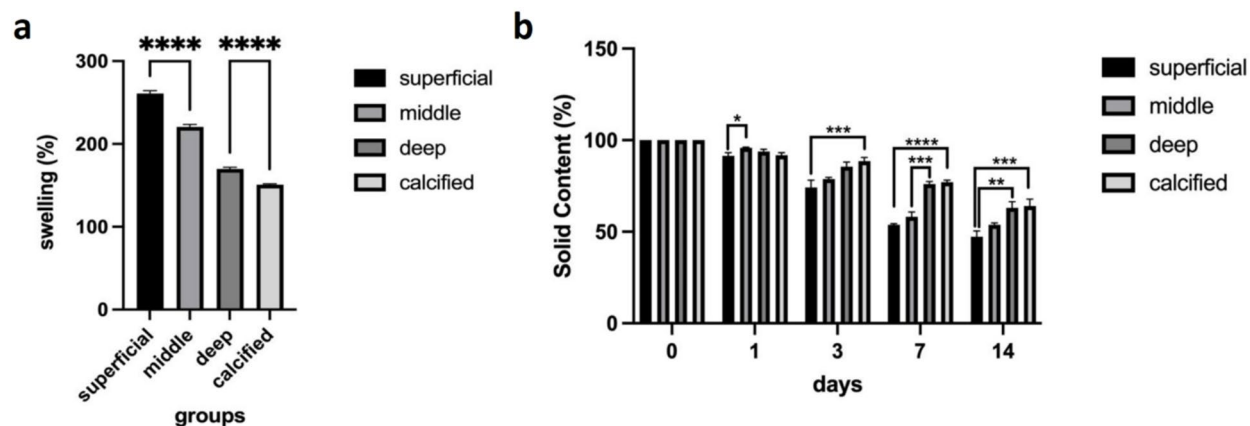 a
**** ****
300
200
100
0
swelling (%)
superficial
middle
deep
calcified
groups
superficial
middle
deep
calcified
b
150
100
50
0
Solid Content (%)
*
***
****
***
***
**
0 1 3 7 14
days
superficial
middle
deep
calcified